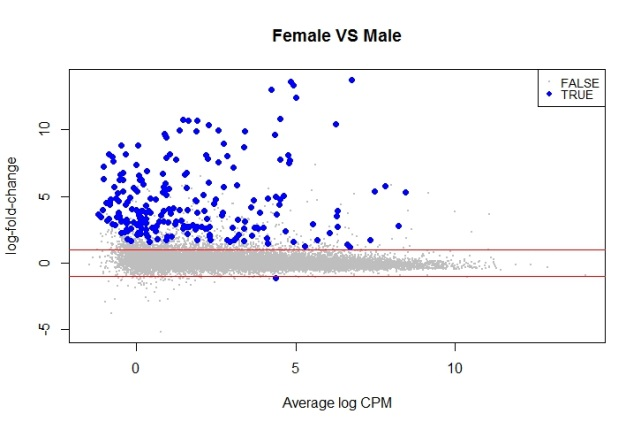 Female VS Male
FALSE
TRUE
log-fold-change
10
5
0
-5
0
5
10
Average log CPM